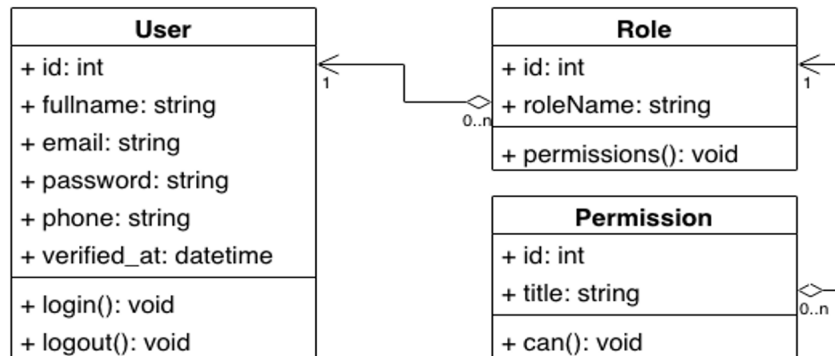 User
+ id: int
+ fullname: string
+ email: string
+ password: string
+ phone: string
+ verified_at: datetime
+ login(): void
+ logout(): void
1
0..n
Role
+ id: int
+ roleName: string
+ permissions(): void
1
Permission
+ id: int
+ title: string
+ can(): void
0..n